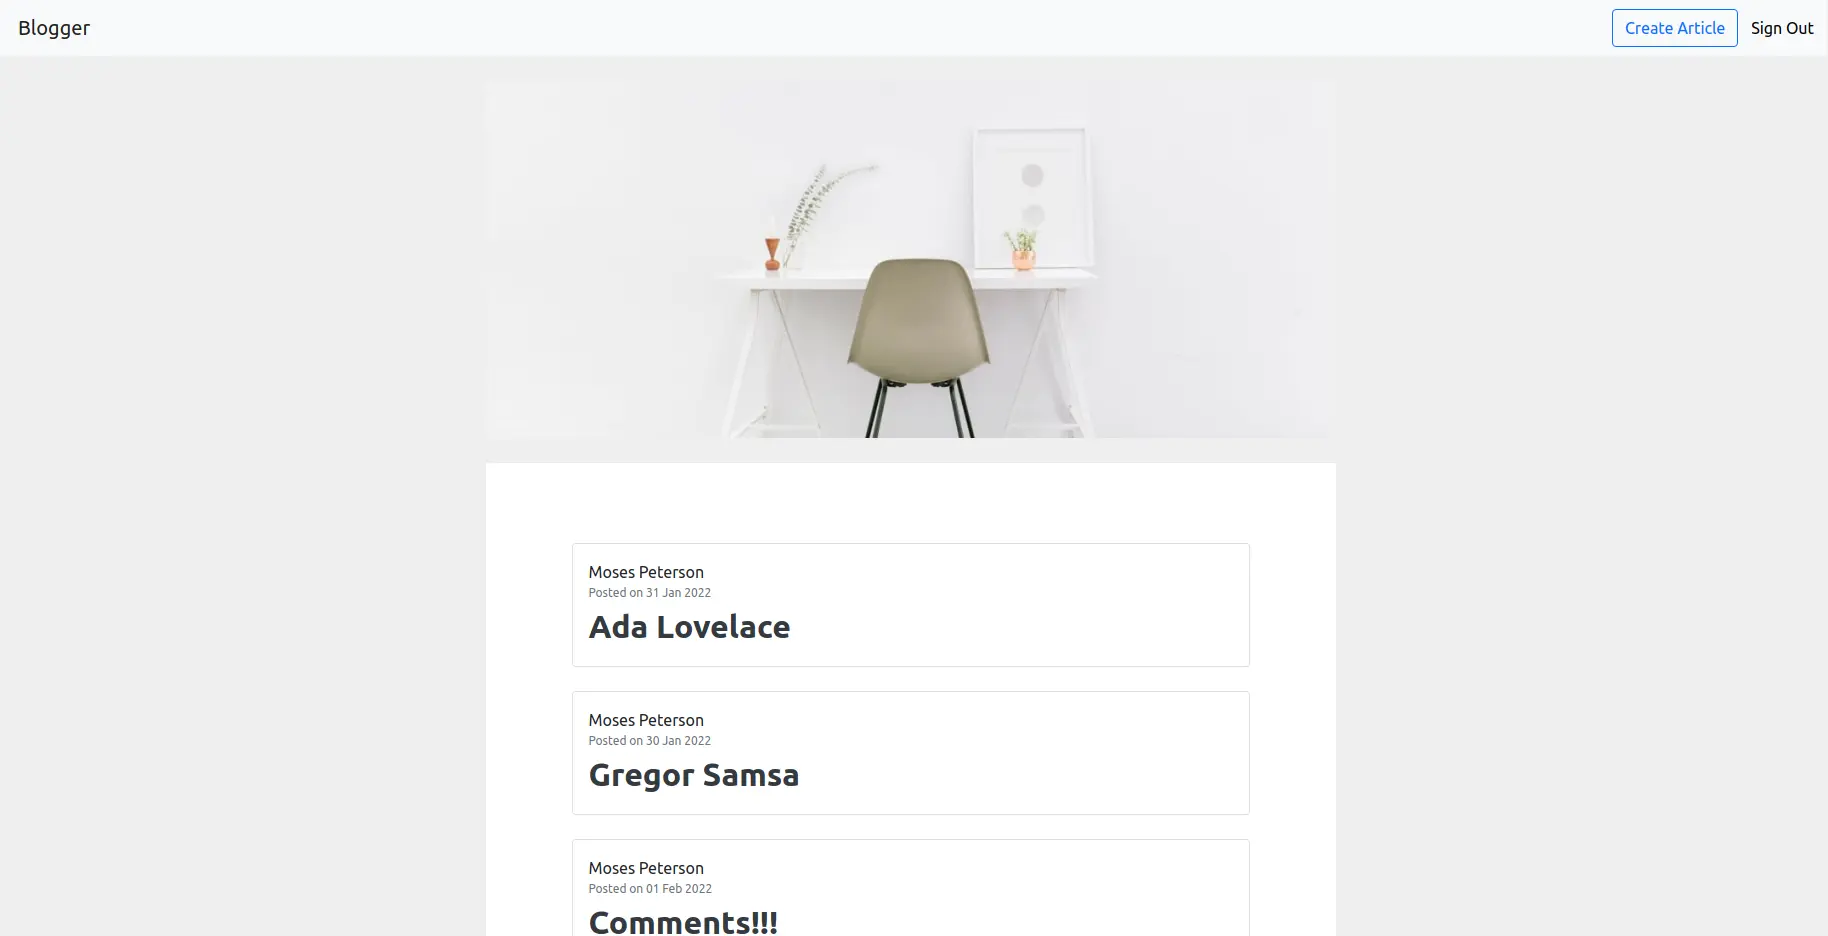 Blogger
Create Article
Sign Out
Moses Peterson
Posted on 31 Jan 2022
Ada Lovelace
Moses Peterson
Posted on 30 Jan 2022
Gregor Samsa
Moses Peterson
Posted on 01 Feb 2022
Comments!!!